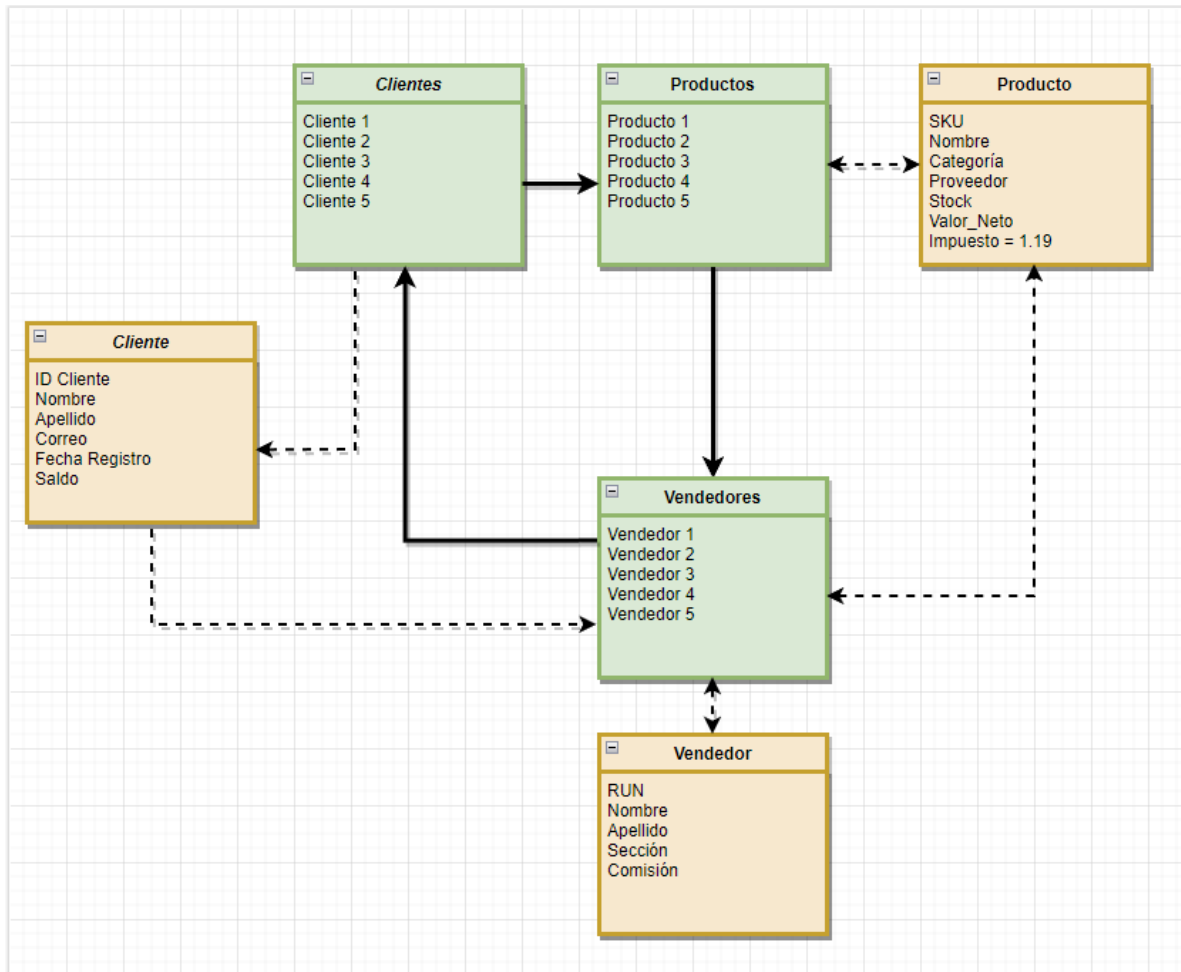 Clientes
Cliente 1
Cliente 2
Cliente 3
Cliente 4
Cliente 5
Productos
Producto 1
Producto 2
Producto 3
Producto 4
Producto 5
Producto
SKU
Nombre
Categoría
Proveedor
Stock
Valor_Neto
Impuesto = 1.19
Cliente
ID Cliente
Nombre
Apellido
Correo
Fecha Registro
Saldo
Vendedores
Vendedor 1
Vendedor 2
Vendedor 3
Vendedor 4
Vendedor 5
Vendedor
RUN
Nombre
Apellido
Sección
Comisión